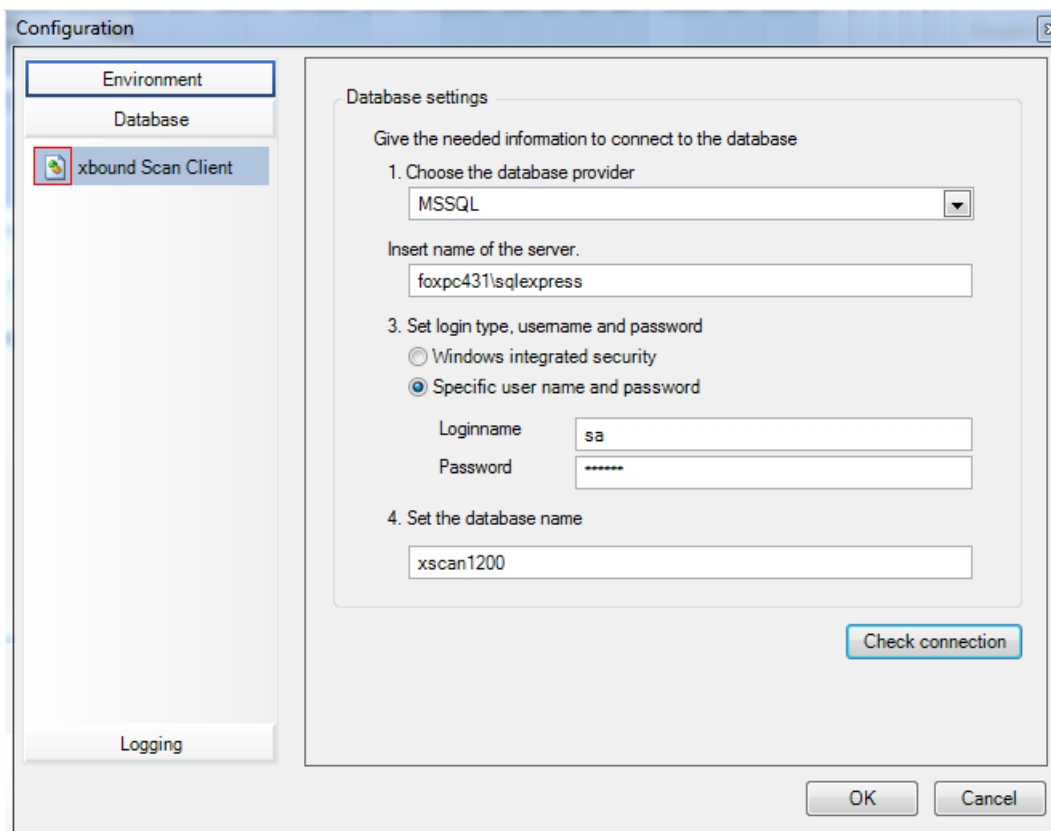 Configuration
Environment
Database
xbound Scan Client
Logging
Database settings
Give the needed information to connect to the database
1. Choose the database provider
MSSQL
Insert name of the server.
foxpc431\sqlexpress
3. Set login type, username and password
Windows integrated security
Specific user name and password
Loginname
sa
Password
******
4. Set the database name
xscan1200
Check connection
OK
Cancel